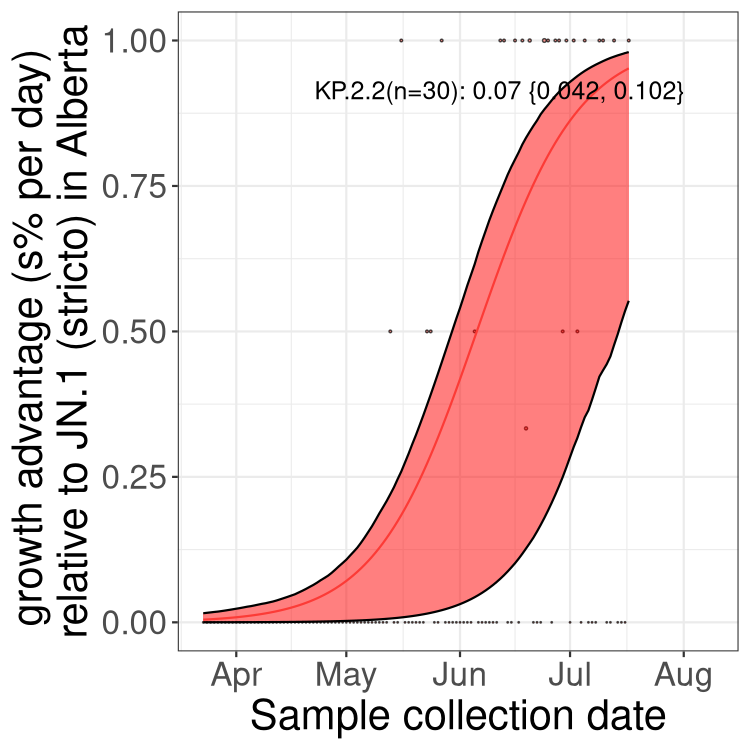 growth advantage (s% per day)
relative to JN.1 (stricto) in Alberta
1.00
0.75
0.50
0.25
0.00
KP.2.2(n=30): 0.07 {0.042, 0.102}
Apr May Jun Jul Aug
Sample collection date